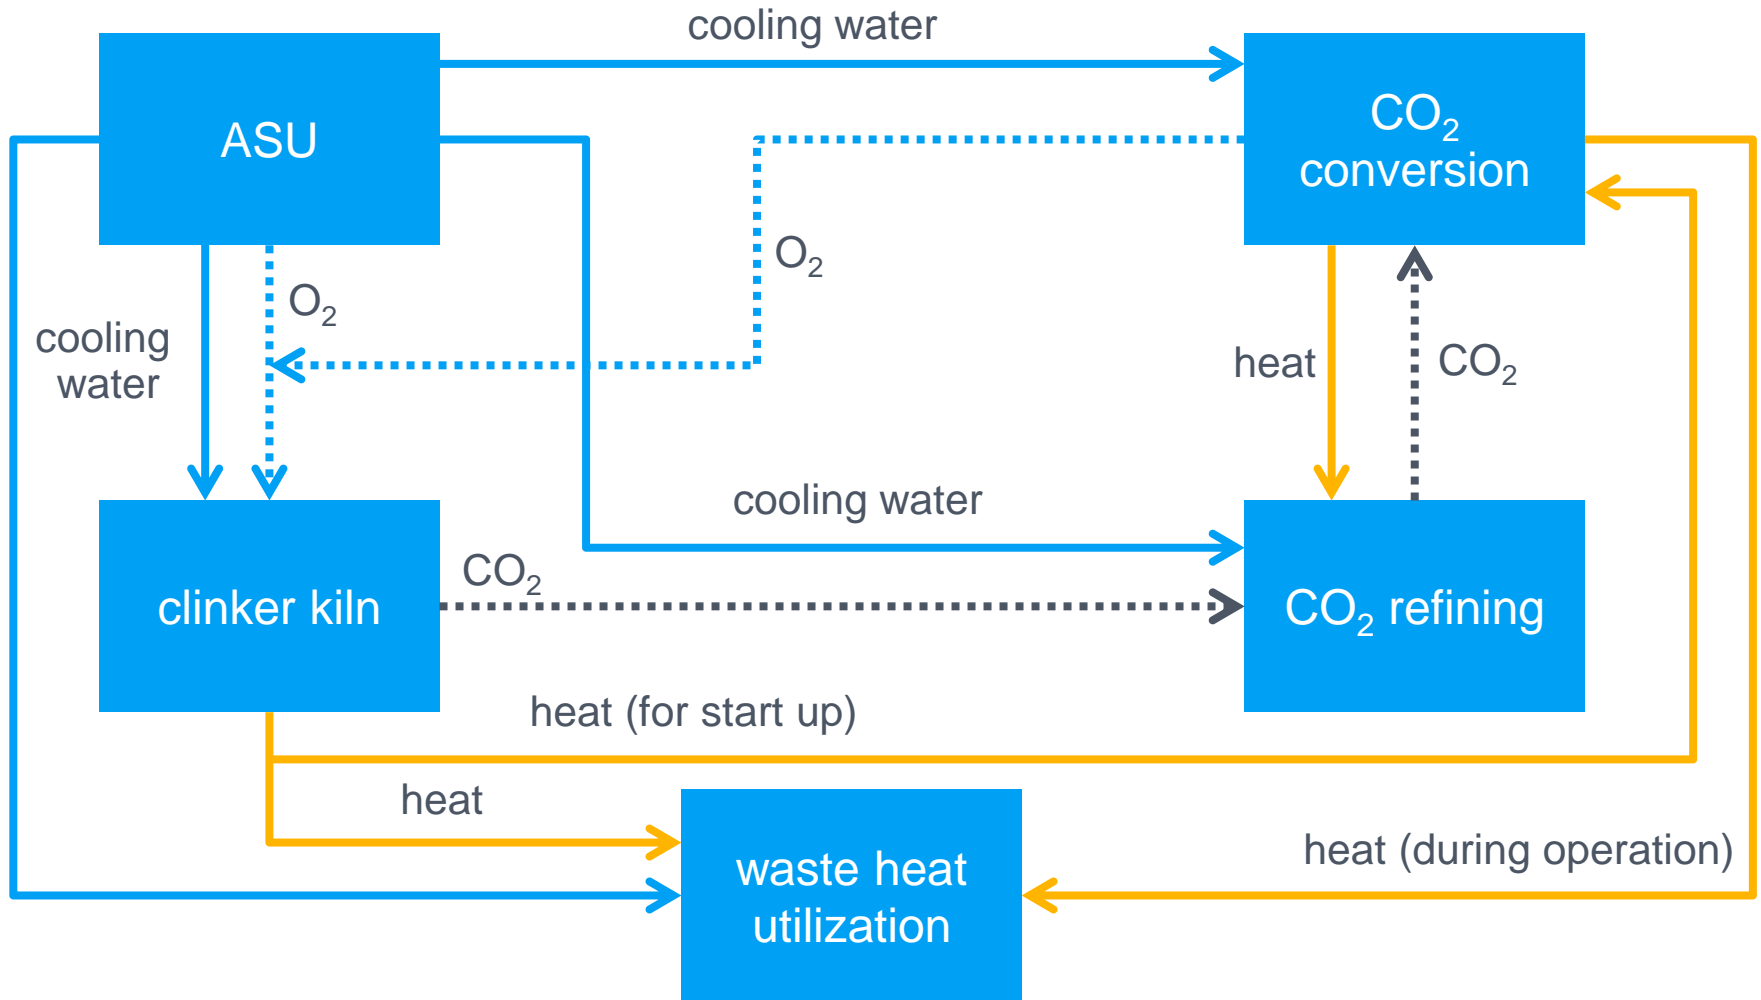 cooling water
ASU
CO₂
conversion
O₂
O₂
cooling
water
heat
CO₂
cooling water
CO₂
clinker kiln
CO₂ refining
heat (for start up)
heat
heat (during operation)
waste heat
utilization